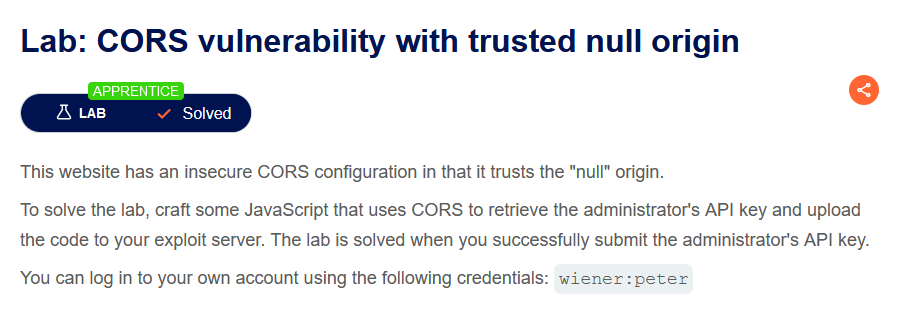 Lab: CORS vulnerability with trusted null origin
APPRENTICE
LAB Solved
This website has an insecure CORS configuration in that it trusts the "null" origin.
To solve the lab, craft some JavaScript that uses CORS to retrieve the administrator's API key and upload
the code to your exploit server. The lab is solved when you successfully submit the administrator's API key.
You can log in to your own account using the following credentials: wiener:peter